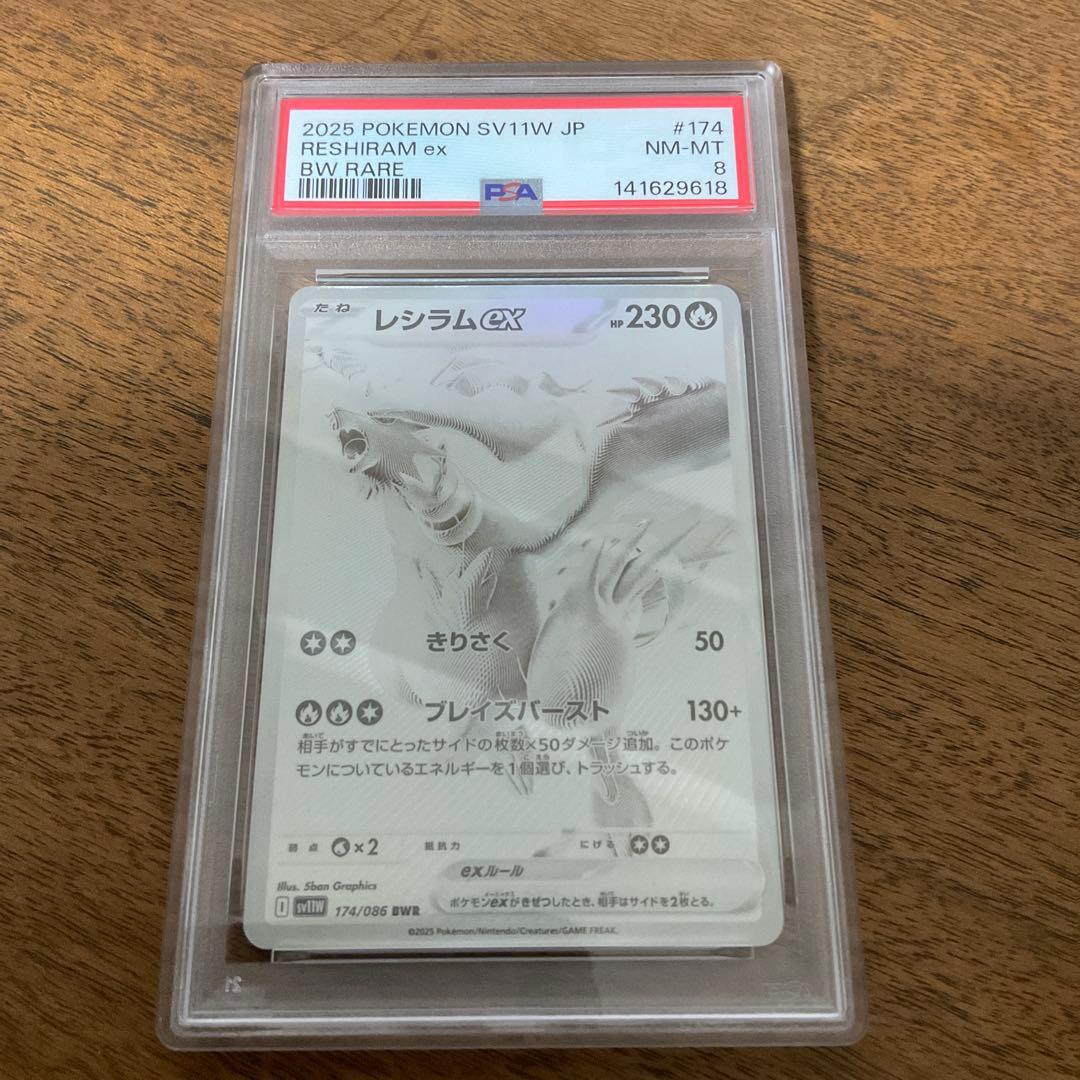 2025 POKEMON SV11W JP #174
RESHIRAM ex NM-MT
BW RARE 8
PSA 141629618
たね レシラムex HP 230
きりさく 50
ブレイズバースト 130+
相手がすでにとったサイドの枚数×50ダメージ追加。このポケ
モンについているエネルギーを1個選び、トラッシュする。
弱点 ×2 抵抗力 にげる
exルール
ポケモンexがきぜつしたとき、相手はサイドを2枚とる。
Illus. 5ban Graphics
I sv11W 174/086 BWR
©2025 Pokémon/Nintendo/Creatures/GAME FREAK.
PSA